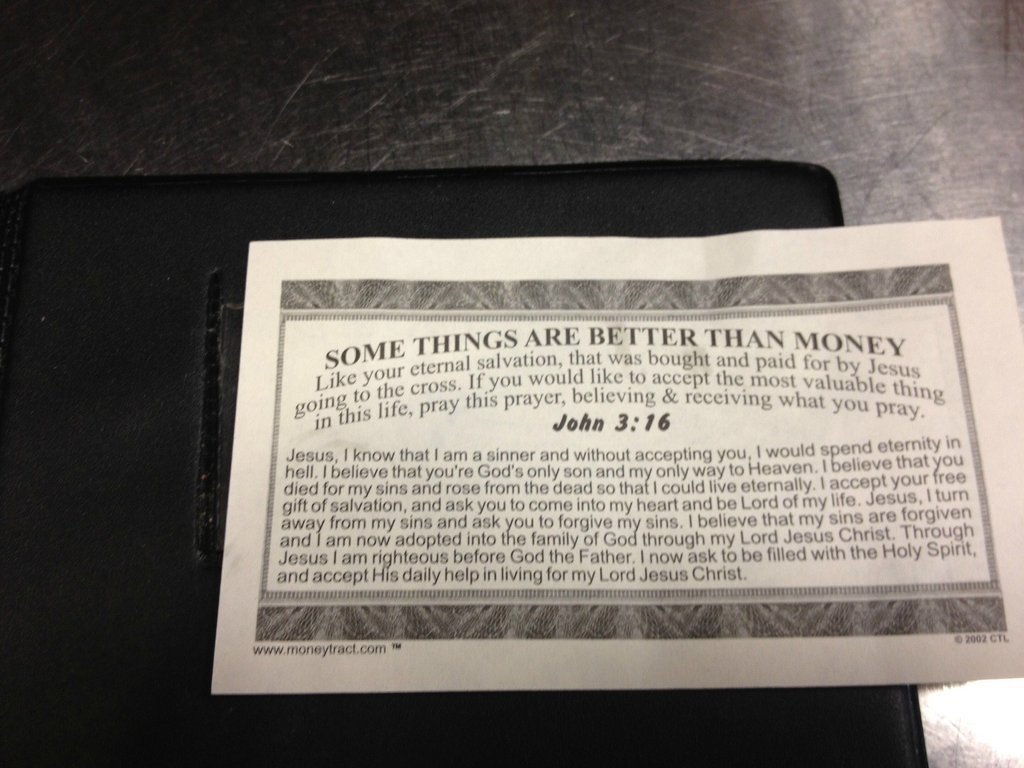 SOME THINGS ARE BETTER THAN MONEY
Like your eternal salvation, that was bought and paid for by Jesus
going to the cross. If you would like to accept the most valuable thing
in this life, pray this prayer, believing & receiving what you pray.
John 3:16
Jesus, I know that I am a sinner and without accepting you, I would spend eternity in
hell. I believe that you're God's only son and my only way to Heaven. I believe that you
died for my sins and rose from the dead so that I could live eternally. I accept your free
gift of salvation, and ask you to come into my heart and be Lord of my life. Jesus, I turn
away from my sins and ask you to forgive my sins. I believe that my sins are forgiven
and I am now adopted into the family of God through my Lord Jesus Christ. Through
Jesus I am righteous before God the Father. I now ask to be filled with the Holy Spirit,
and accept His daily help in living for my Lord Jesus Christ.
www.moneytract.com ™
© 2002 CTL